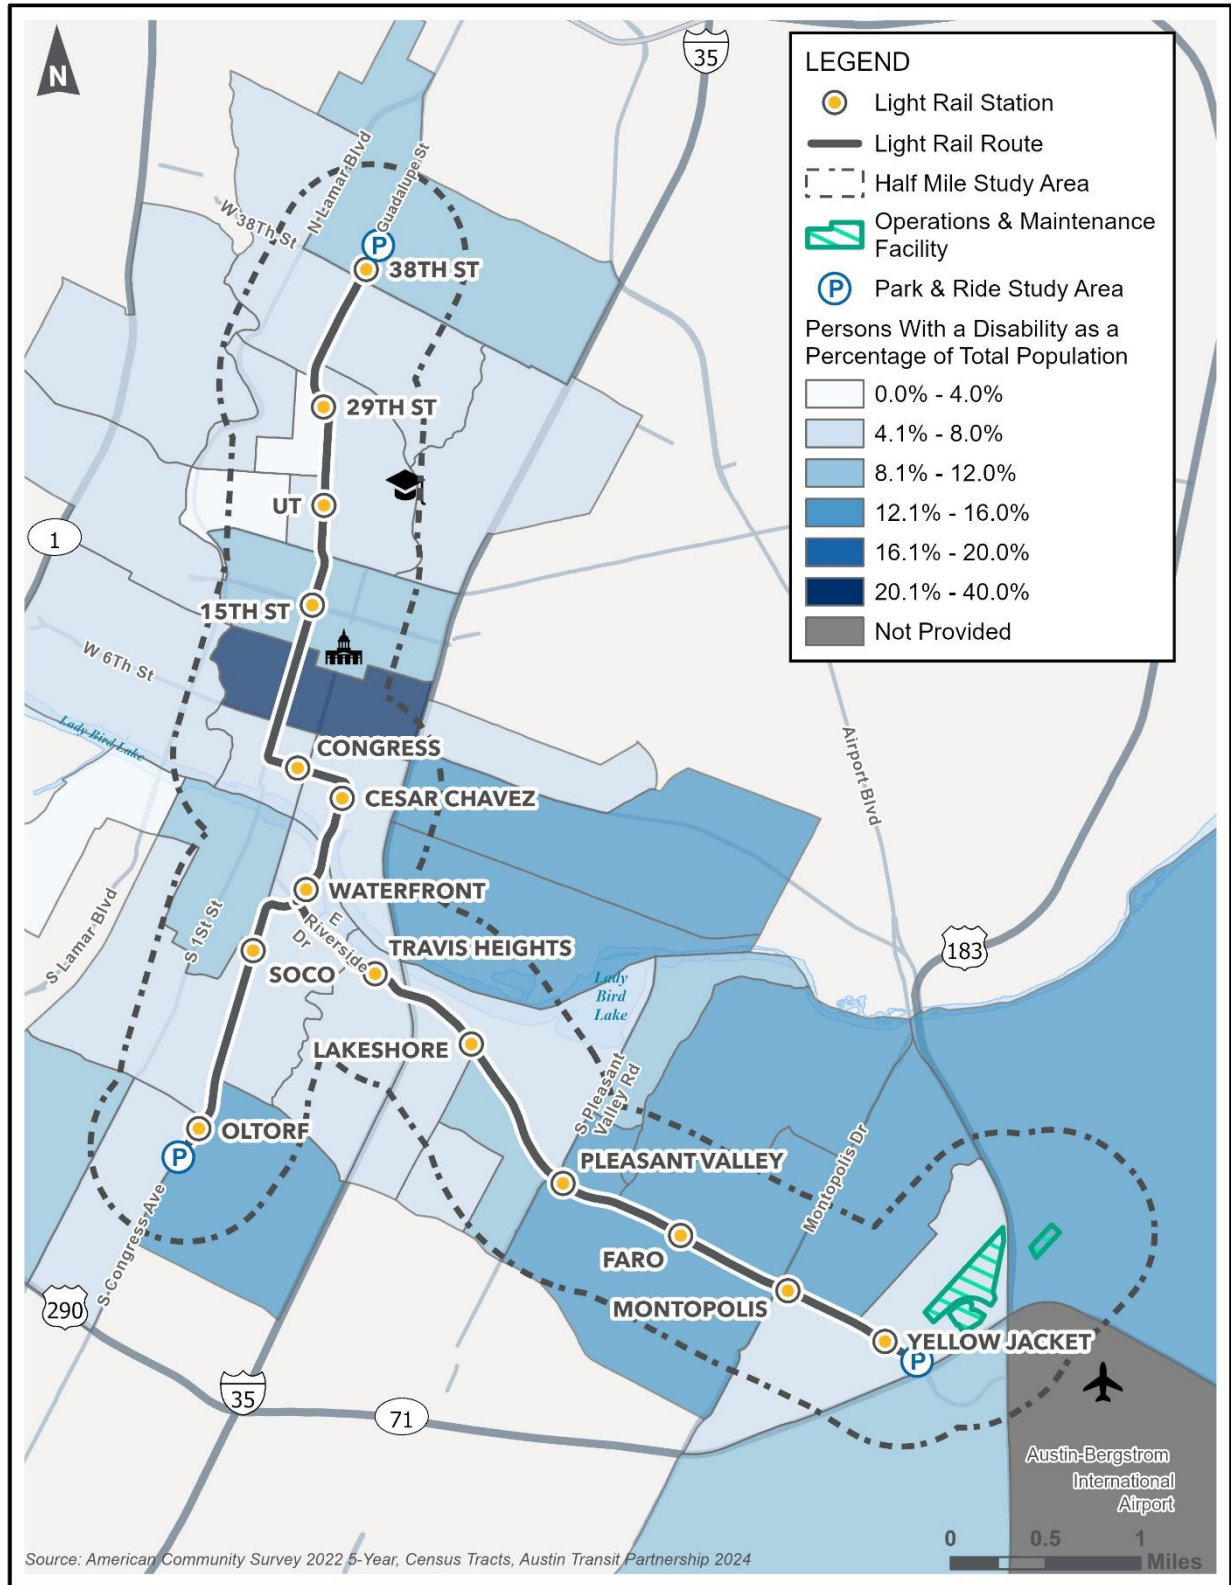 N
35
LEGEND
Light Rail Station
Light Rail Route
Half Mile Study Area
Operations & Maintenance
Facility
P
Park & Ride Study Area
Persons With a Disability as a
Percentage of Total Population
0.0% - 4.0%
4.1% - 8.0%
8.1% - 12.0%
12.1% - 16.0%
16.1% - 20.0%
20.1% - 40.0%
Not Provided
N Lamar Blvd
Guadalupe St
W 38Th St
P
38TH ST
29TH ST
UT
1
15TH ST
W 6Th St
Lady Bird Lake
CONGRESS
CESAR CHAVEZ
Airport Blvd
WATERFRONT
E
Riverside
Dr
S Lamar Blvd
S 1St St
TRAVIS HEIGHTS
SOCO
183
Lady
Bird
Lake
LAKESHORE
S Pleasant
Valley Rd
OLTORF
P
PLEASANT VALLEY
Montopolis Dr
S Congress Ave
FARO
MONTOPOLIS
290
YELLOW JACKET
P
35
71
Austin-Bergstrom
International
Airport
0 0.5 1
Miles
Source: American Community Survey 2022 5-Year, Census Tracts, Austin Transit Partnership 2024